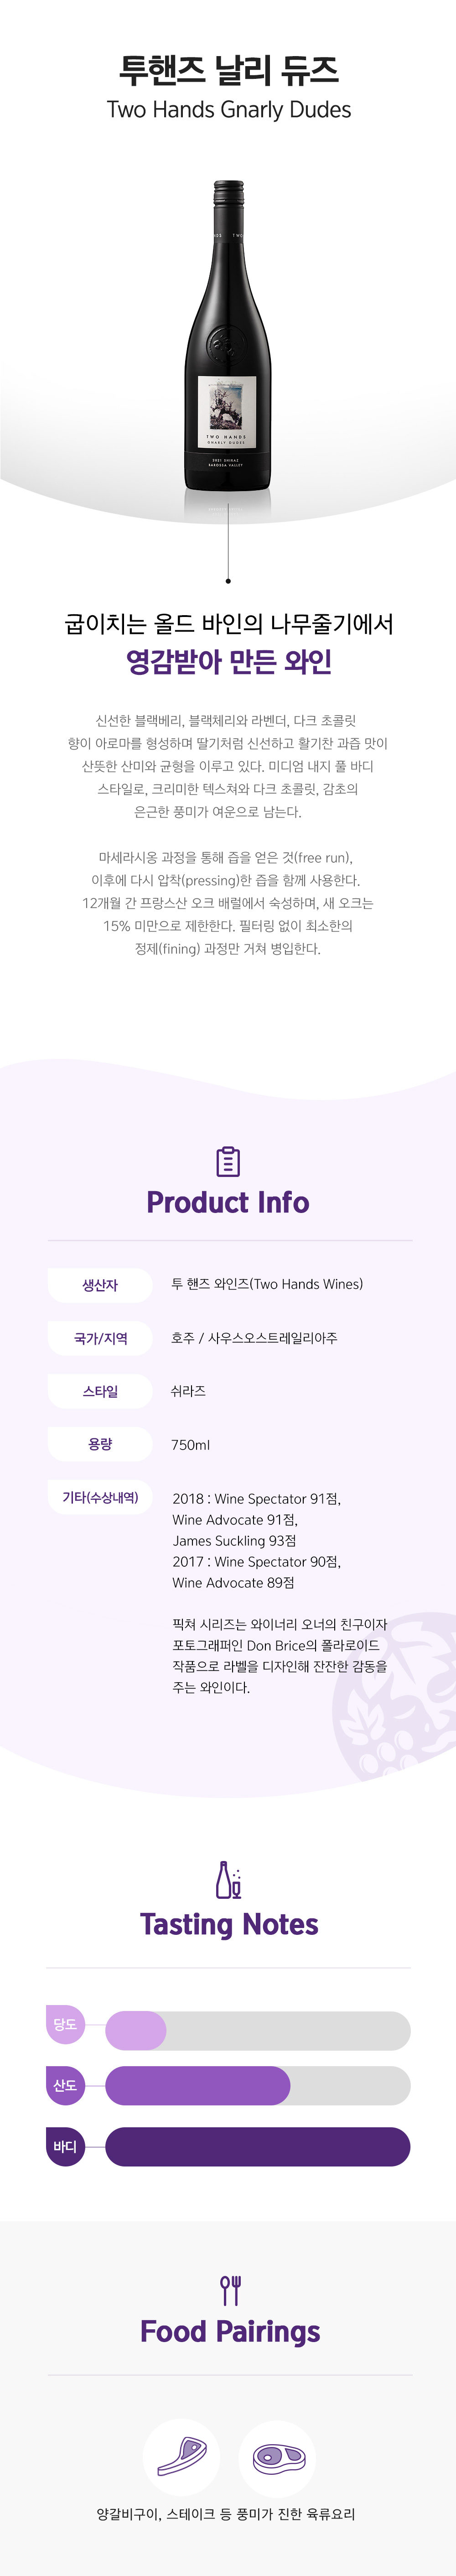 투핸즈 날리 듀즈
Two Hands Gnarly Dudes
TWO HANDS
GNARLY DUDES
2021 SHIRAZ
BAROSSA VALLEY
굽이치는 올드 바인의 나무줄기에서
영감받아 만든 와인
신선한 블랙베리, 블랙체리와 라벤더, 다크 초콜릿
향이 아로마를 형성하며 딸기처럼 신선하고 활기찬 과즙 맛이
산뜻한 산미와 균형을 이루고 있다. 미디엄 내지 풀 바디
스타일로, 크리미한 텍스쳐와 다크 초콜릿, 감초의
은근한 풍미가 여운으로 남는다.
마세라시옹 과정을 통해 즙을 얻은 것(free run),
이후에 다시 압착(pressing)한 즙을 함께 사용한다.
12개월 간 프랑스산 오크 배럴에서 숙성하며, 새 오크는
15% 미만으로 제한한다. 필터링 없이 최소한의
정제(fining) 과정만 거쳐 병입한다.
Product Info
생산자
투 핸즈 와인즈(Two Hands Wines)
국가/지역
호주 / 사우스오스트레일리아주
스타일
쉬라즈
용량
750ml
기타(수상내역)
2018 : Wine Spectator 91점,
Wine Advocate 91점,
James Suckling 93점
2017 : Wine Spectator 90점,
Wine Advocate 89점
픽쳐 시리즈는 와이너리 오너의 친구이자
포토그래퍼인 Don Brice의 폴라로이드
작품으로 라벨을 디자인해 잔잔한 감동을
주는 와인이다.
Tasting Notes
당도
산도
바디
Food Pairings
양갈비구이, 스테이크 등 풍미가 진한 육류요리